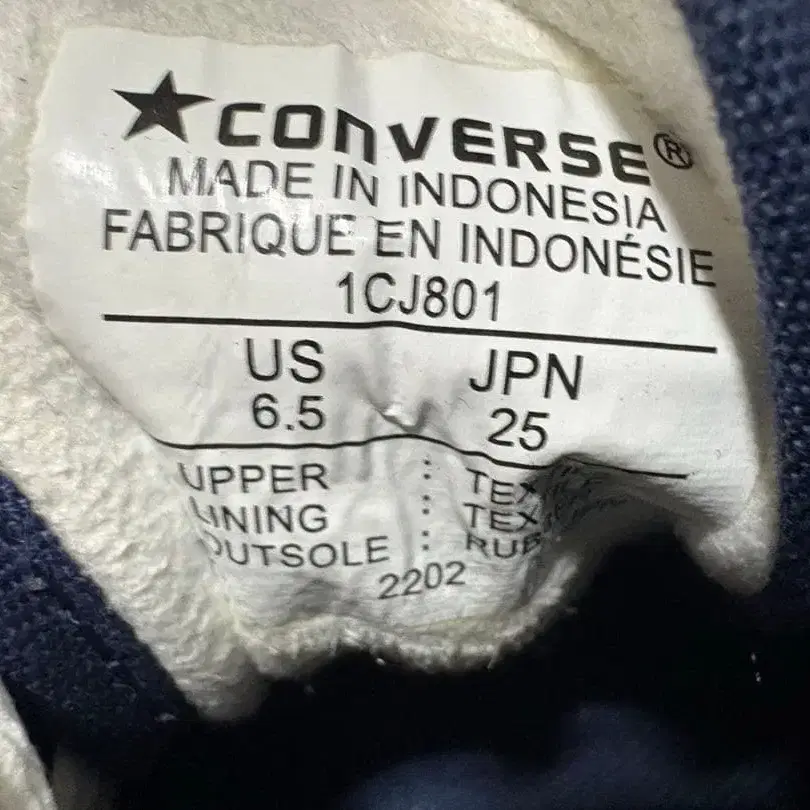 CONVERSE®
MADE IN INDONESIA
FABRIQUE EN INDONÉSIE
1CJ801
US JPN
6.5 25
UPPER :
LINING :
OUTSOLE :
2202